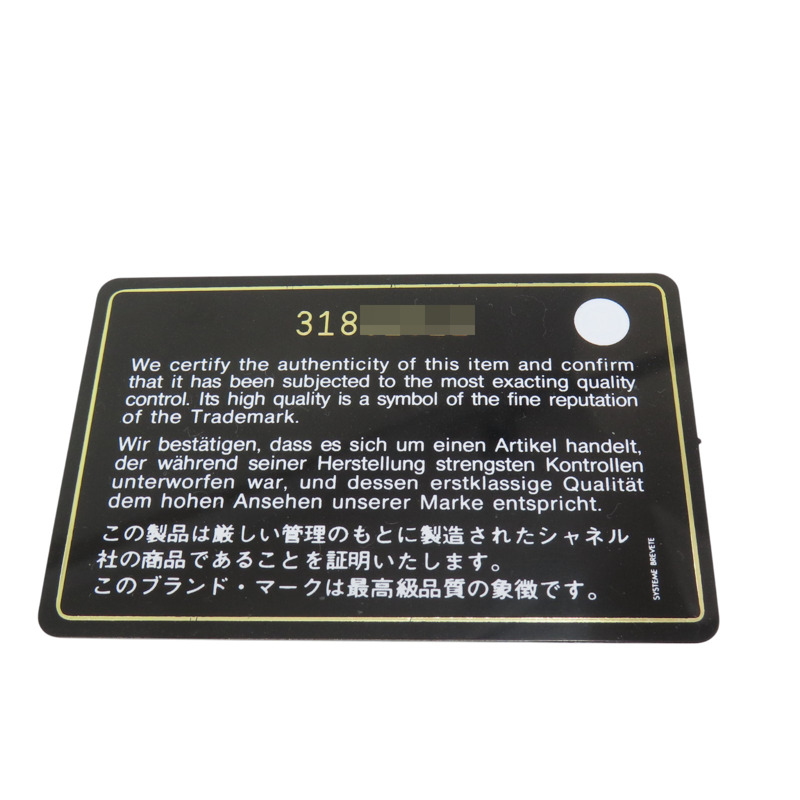 318
We certify the authenticity of this item and confirm
that it has been subjected to the most exacting quality
control. Its high quality is a symbol of the fine reputation
of the Trademark.
Wir bestätigen, dass es sich um einen Artikel handelt,
der während seiner Herstellung strengsten Kontrollen
unterworfen war, und dessen erstklassige Qualität
dem hohen Ansehen unserer Marke entspricht.
この製品は厳しい管理のもとに製造されたシャネル
社の商品であることを証明いたします。
このブランド・マークは最高級品質の象徴です。
SYSTEME BREVETE